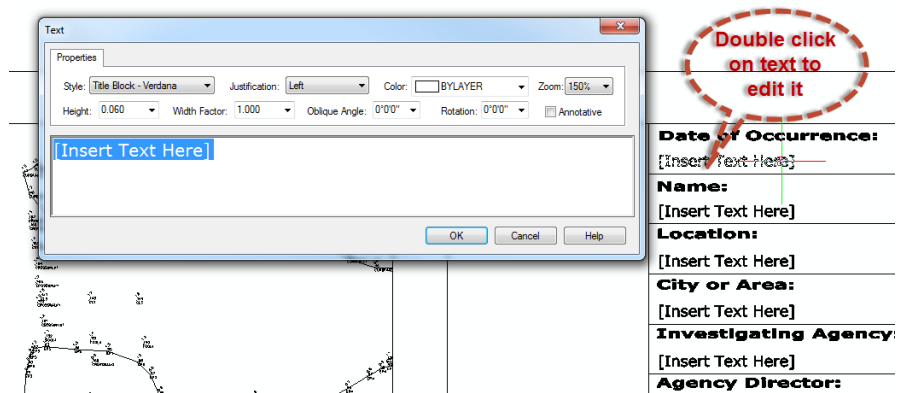 Text
Properties
Style: Title Block - Verdana Justification: Left Color: BYLAYER Zoom: 150%
Height: 0.060 Width Factor: 1.000 Oblique Angle: 0°0'0" Rotation: 0°0'0" Annotative
[Insert Text Here]
OK Cancel Help
Double click
on text to
edit it
Date of Occurrence:
[Insert Text Here]
Name:
[Insert Text Here]
Location:
[Insert Text Here]
City or Area:
[Insert Text Here]
Investigating Agency:
[Insert Text Here]
Agency Director: